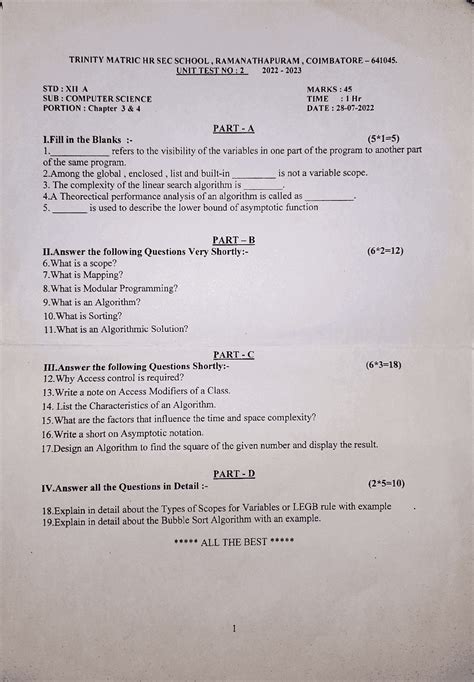 TRINITY MATRIC HR SEC SCHOOL , RAMANATHAPURAM , COIMBATORE – 641045.
UNIT TEST NO : 2 2022 - 2023
STD : XII A MARKS : 45
SUB : COMPUTER SCIENCE TIME : 1 Hr
PORTION : Chapter 3 & 4 DATE : 28-07-2022
PART - A
I.Fill in the Blanks :- (5*1=5)
1.__________ refers to the visibility of the variables in one part of the program to another part
of the same program.
2.Among the global , enclosed , list and built-in ________ is not a variable scope.
3. The complexity of the linear search algorithm is ________.
4.A Theorectical performance analysis of an algorithm is called as __________.
5. _______ is used to describe the lower bound of asymptotic function
PART – B
II.Answer the following Questions Very Shortly:- (6*2=12)
6.What is a scope?
7.What is Mapping?
8.What is Modular Programming?
9.What is an Algorithm?
10.What is Sorting?
11.What is an Algorithmic Solution?
PART - C
III.Answer the following Questions Shortly:- (6*3=18)
12.Why Access control is required?
13.Write a note on Access Modifiers of a Class.
14. List the Characteristics of an Algorithm.
15.What are the factors that influence the time and space complexity?
16.Write a short on Asymptotic notation.
17.Design an Algorithm to find the square of the given number and display the result.
PART - D
IV.Answer all the Questions in Detail :- (2*5=10)
18.Explain in detail about the Types of Scopes for Variables or LEGB rule with example
19.Explain in detail about the Bubble Sort Algorithm with an example.
***** ALL THE BEST *****
1